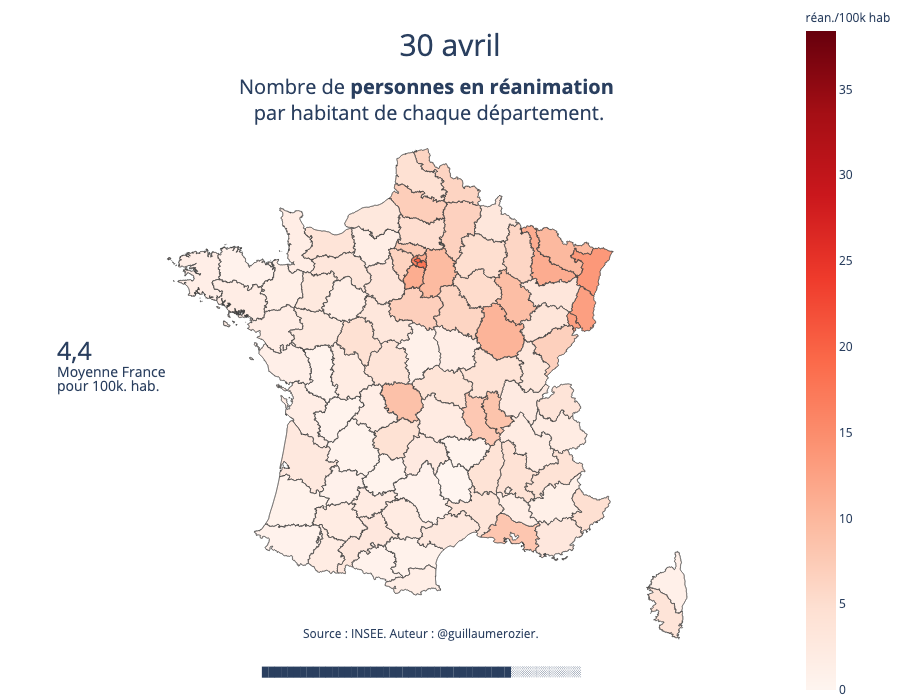 réan./100k hab
30 avril
Nombre de personnes en réanimation
par habitant de chaque département.
35
30
25
20
15
10
5
0
4,4
Moyenne France
pour 100k. hab.
Source : INSEE. Auteur : @guillaumerozier.